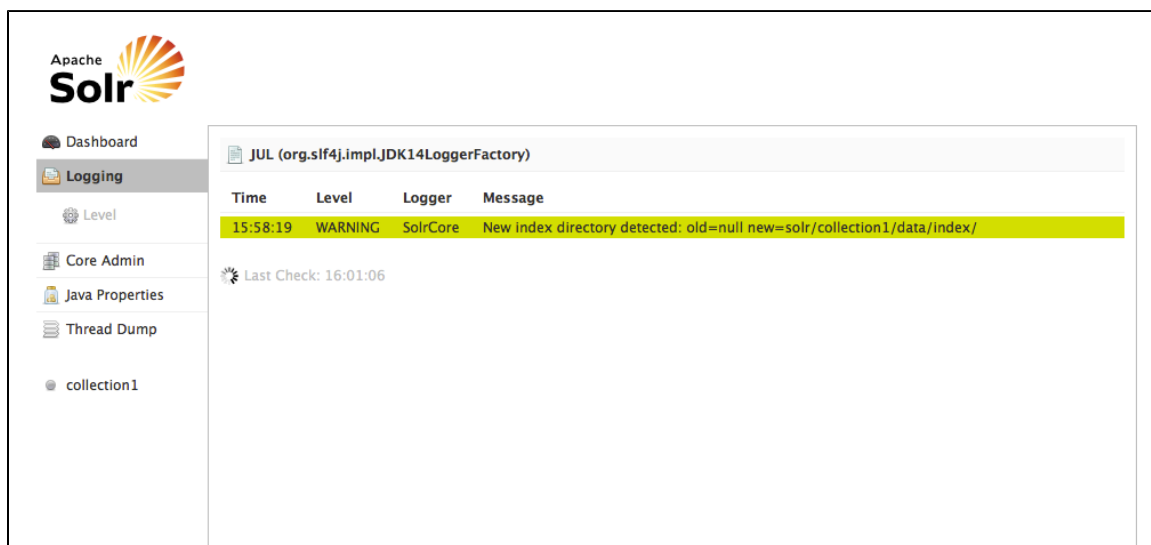 Apache
Solr
Dashboard
Logging
Level
Core Admin
Java Properties
Thread Dump
collection1
JUL (org.slf4j.impl.JDK14LoggerFactory)
Time Level Logger Message
15:58:19 WARNING SolrCore New index directory detected: old=null new=solr/collection1/data/index/
Last Check: 16:01:06